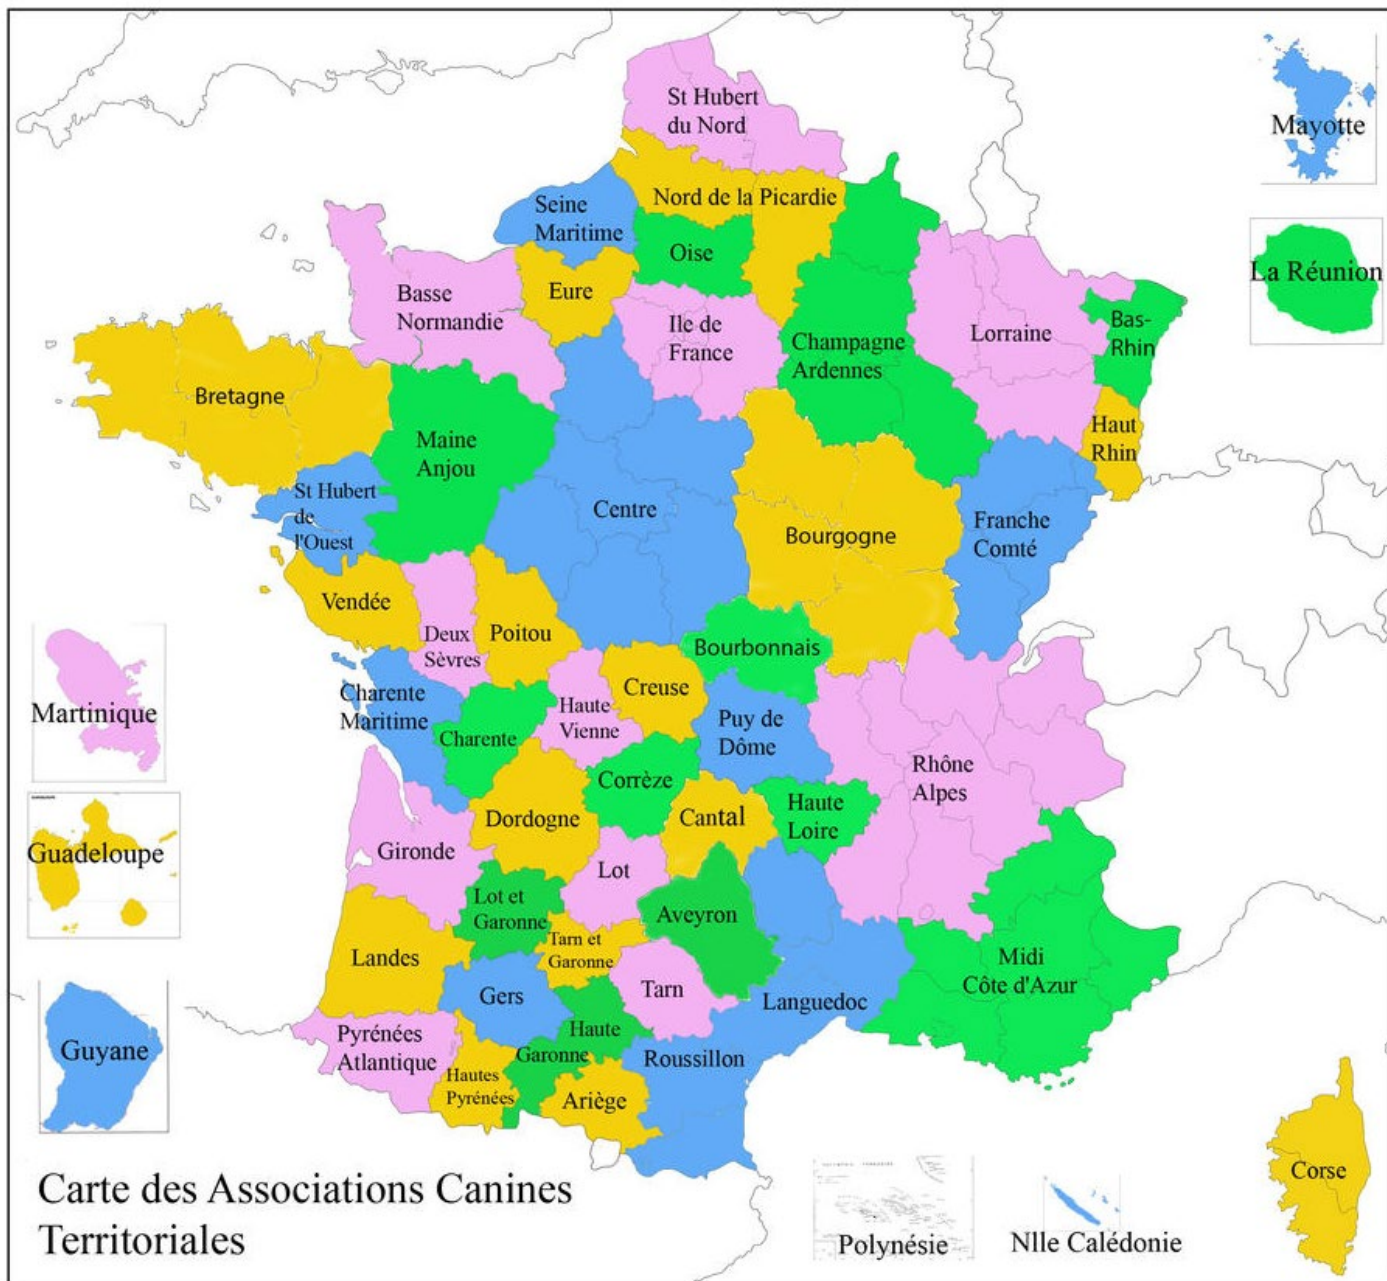 St Hubert
du Nord
Mayotte
Seine
Maritime
Nord de la Picardie
Oise
La Réunion
Basse
Normandie
Eure
Ile de
France
Champagne
Ardennes
Lorraine
Bas-
Rhin
Bretagne
Maine
Anjou
Haut
Rhin
St Hubert
de
l'Ouest
Centre
Bourgogne
Franche
Comté
Vendée
Deux
Sèvres
Poitou
Bourbonnais
Martinique
Charente
Maritime
Charente
Haute
Vienne
Creuse
Puy de
Dôme
Rhône
Alpes
Corrèze
Guadeloupe
Gironde
Dordogne
Cantal
Haute
Loire
Lot
Lot et
Garonne
Aveyron
Landes
Tarn et
Garonne
Tarn
Midi
Côte d'Azur
Gers
Languedoc
Guyane
Pyrénées
Atlantique
Haute
Garonne
Roussillon
Hautes
Pyrénées
Ariège
Corse
Carte des Associations Canines
Territoriales
Polynésie
Nlle Calédonie